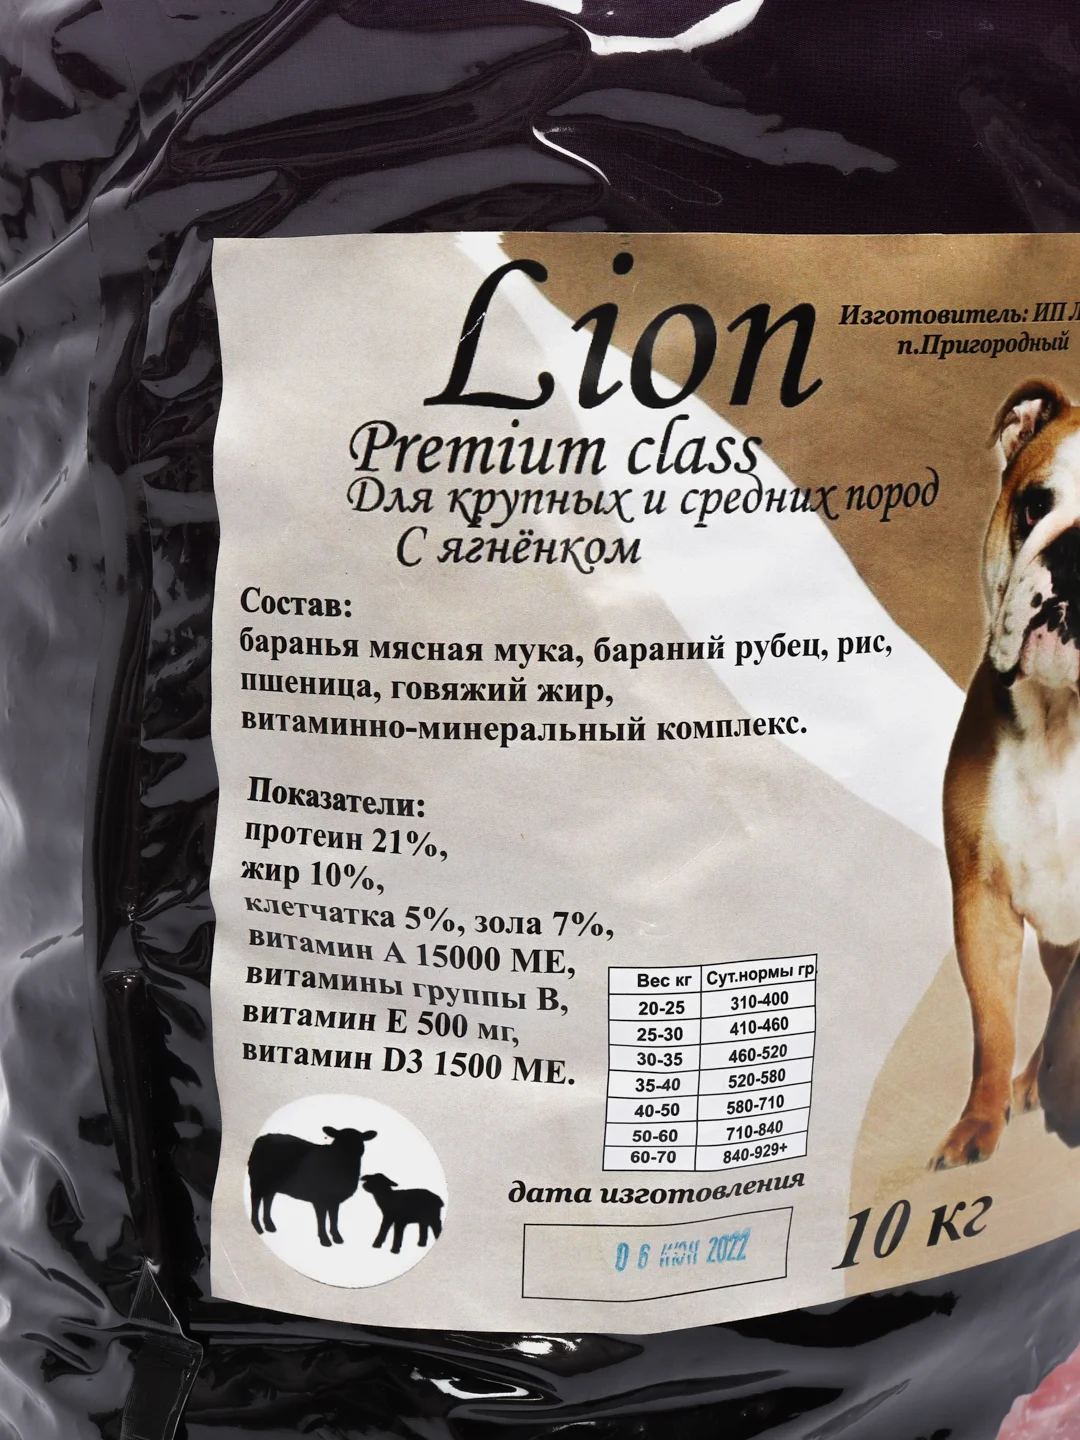 Lion
Изготовитель: ИП Л
п.Пригородный
Premium class
Для крупных и средних пород
С ягнёнком
Состав:
баранья мясная мука, бараний рубец, рис,
пшеница, говяжий жир,
витаминно-минеральный комплекс.
Показатели:
протеин 21%,
жир 10%,
клетчатка 5%, зола 7%,
витамин А 15000 МЕ,
витамины группы В,
витамин Е 500 мг,
витамин D3 1500 МЕ.
Вес кг Сут.нормы гр.
20-25 310-400
25-30 410-460
30-35 460-520
35-40 520-580
40-50 580-710
50-60 710-840
60-70 840-929+
дата изготовления
06 ИЮН 2022
10 кг